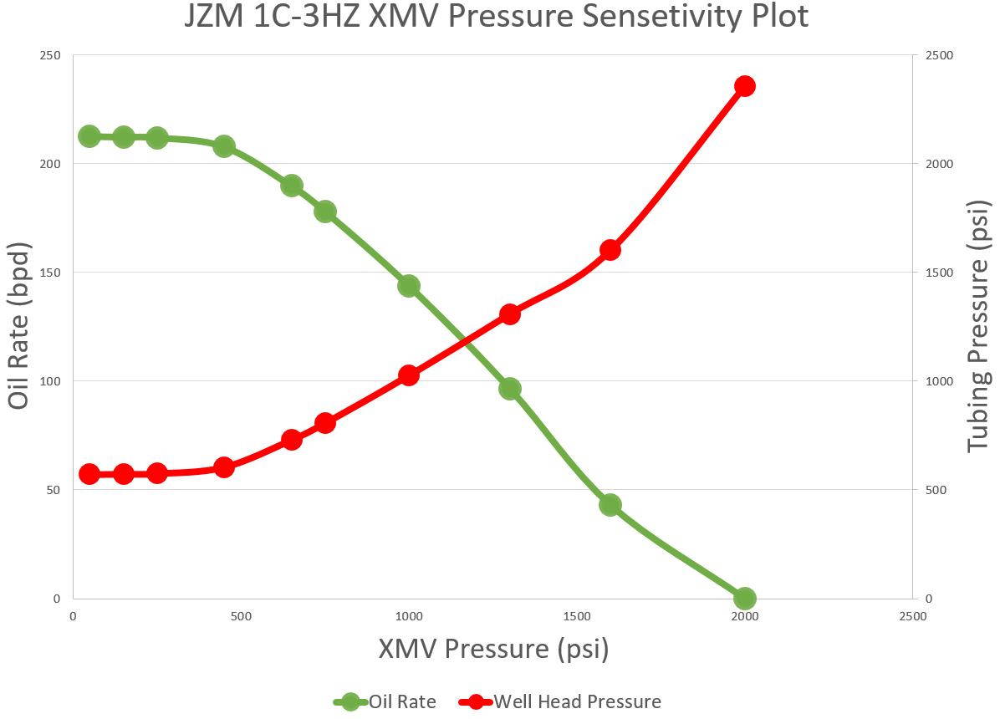 JZM 1C-3HZ XMV Pressure Sensetivity Plot
250
200
150
100
50
0
2500
2000
1500
1000
500
0
0 500 1000 1500 2000 2500
Oil Rate (bpd)
Tubing Pressure (psi)
XMV Pressure (psi)
Oil Rate Well Head Pressure